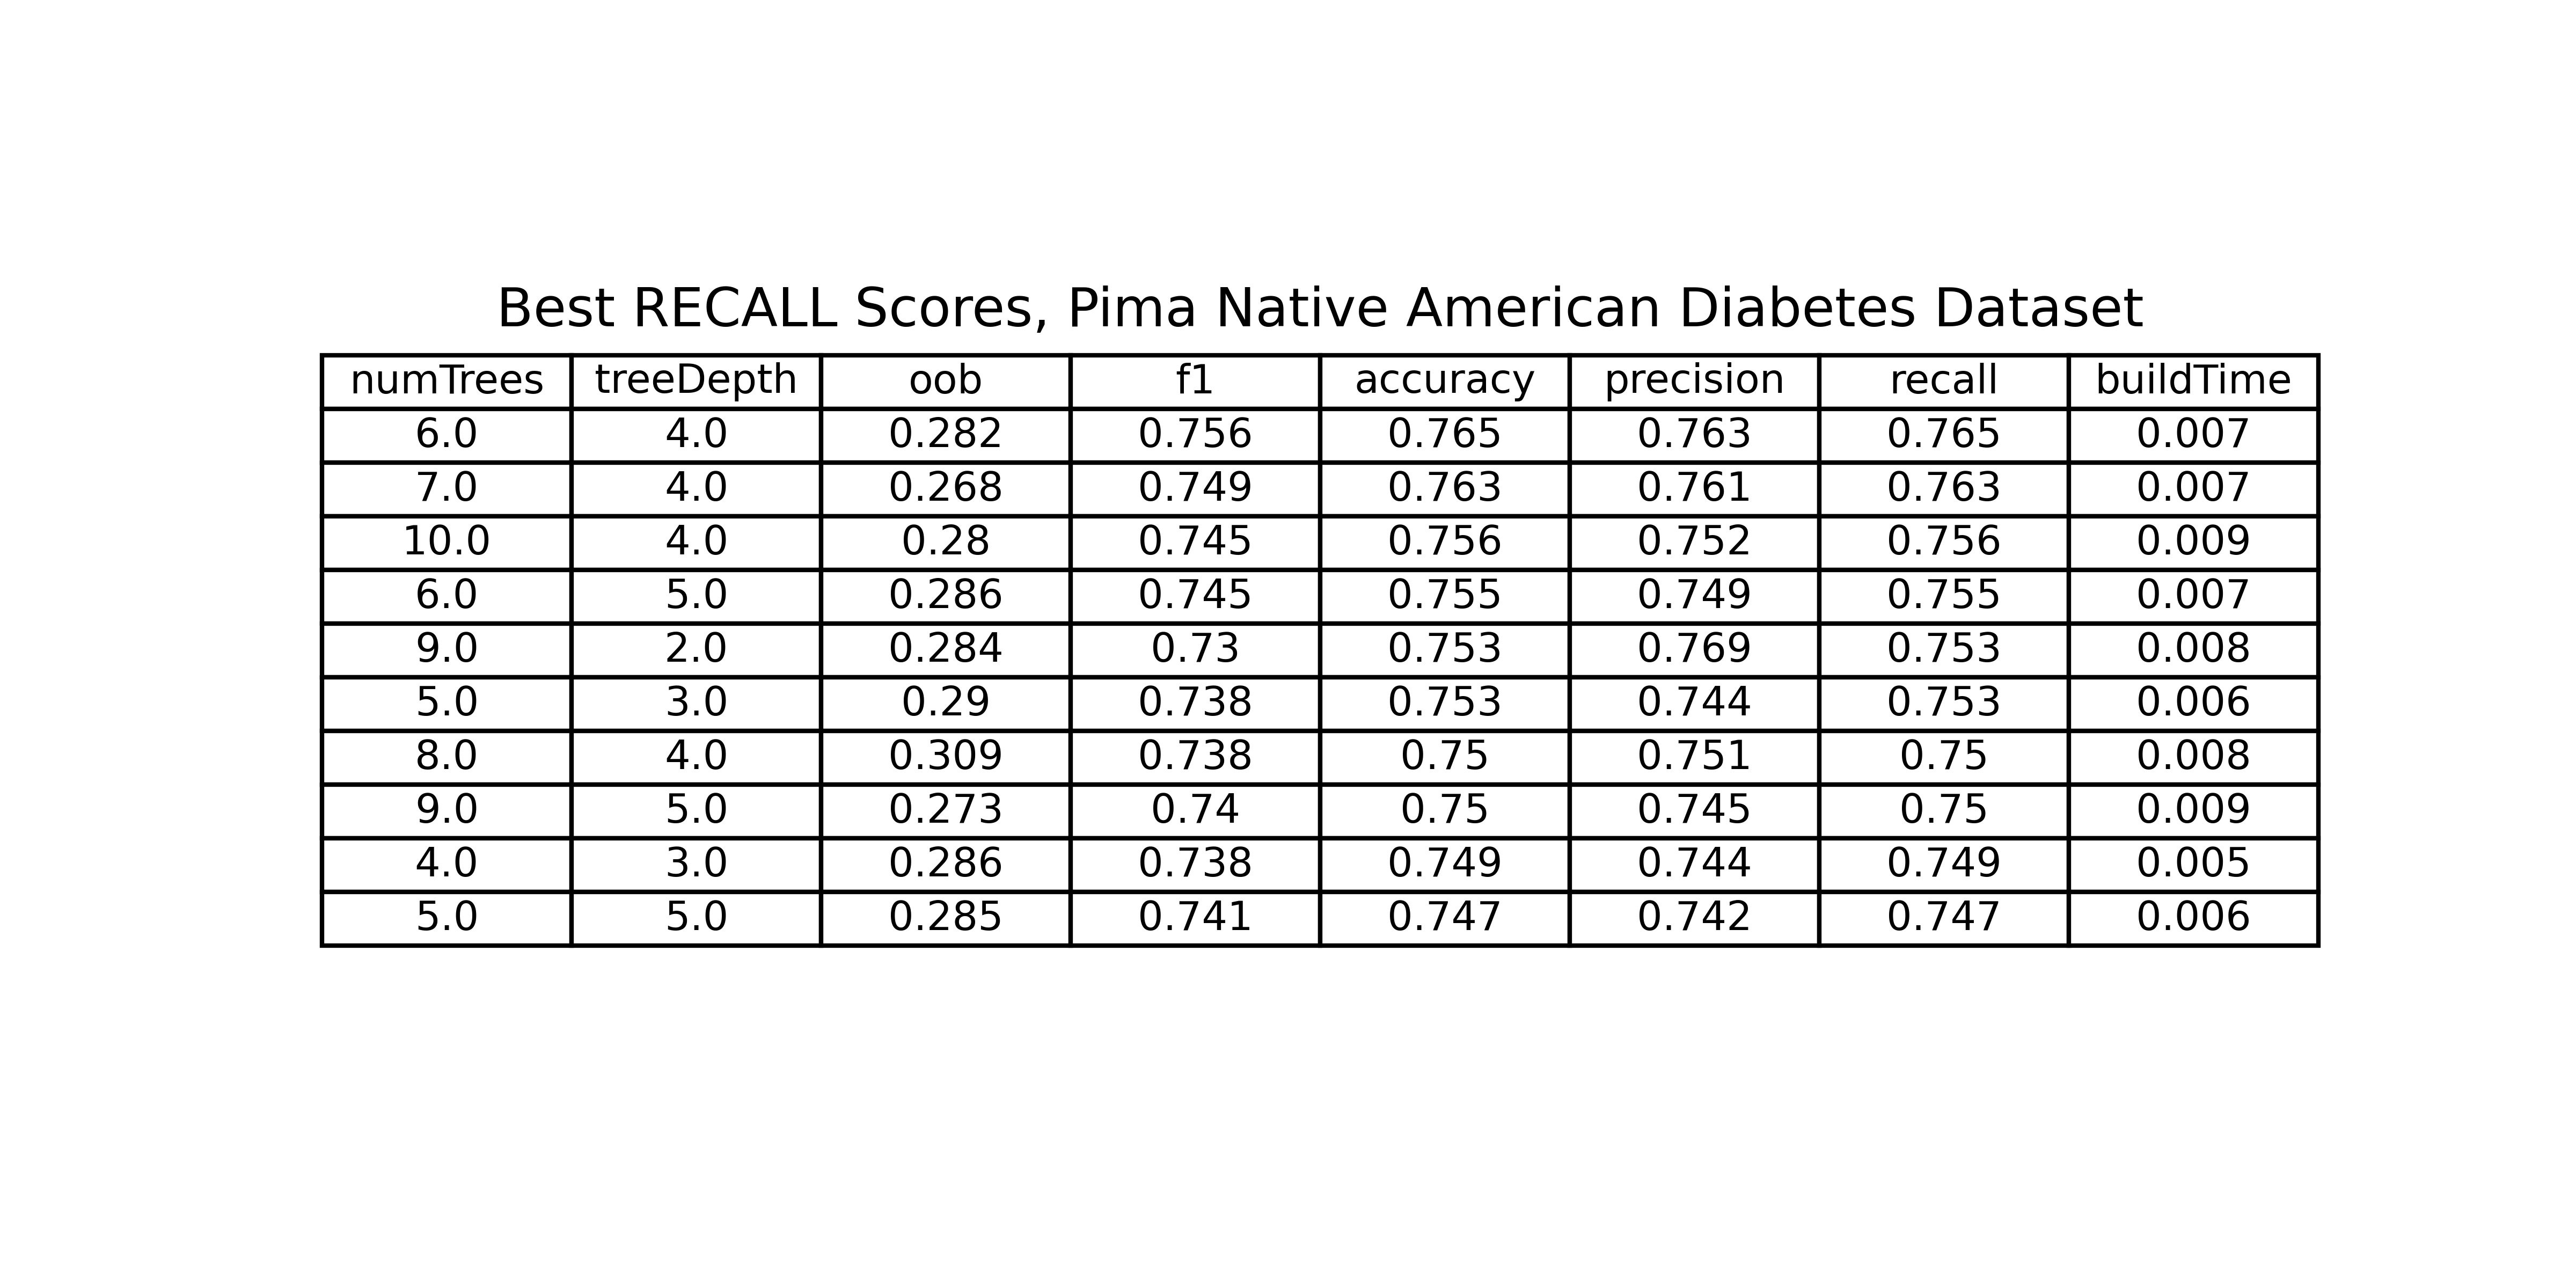 Best RECALL Scores, Pima Native American Diabetes Dataset
numTrees treeDepth oob f1 accuracy precision recall buildTime
6.0 4.0 0.282 0.756 0.765 0.763 0.765 0.007
7.0 4.0 0.268 0.749 0.763 0.761 0.763 0.007
10.0 4.0 0.28 0.745 0.756 0.752 0.756 0.009
6.0 5.0 0.286 0.745 0.755 0.749 0.755 0.007
9.0 2.0 0.284 0.73 0.753 0.769 0.753 0.008
5.0 3.0 0.29 0.738 0.753 0.744 0.753 0.006
8.0 4.0 0.309 0.738 0.75 0.751 0.75 0.008
9.0 5.0 0.273 0.74 0.75 0.745 0.75 0.009
4.0 3.0 0.286 0.738 0.749 0.744 0.749 0.005
5.0 5.0 0.285 0.741 0.747 0.742 0.747 0.006